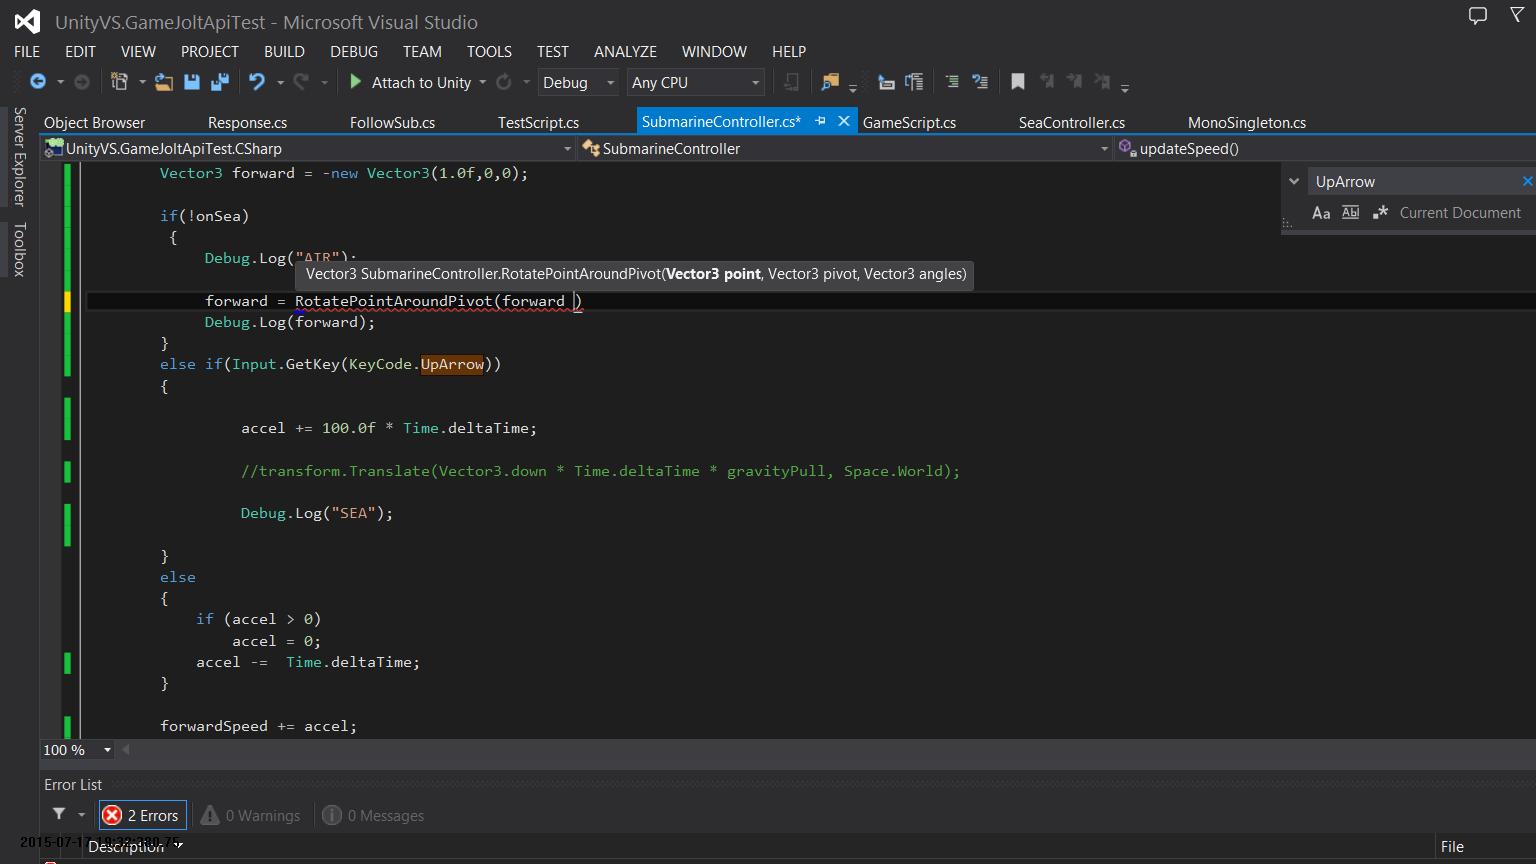 UnityVS.GameJoltApiTest - Microsoft Visual Studio
FILE EDIT VIEW PROJECT BUILD DEBUG TEAM TOOLS TEST ANALYZE WINDOW HELP
Attach to Unity Debug Any CPU
Server Explorer
Toolbox
Object Browser Response.cs FollowSub.cs TestScript.cs SubmarineController.cs* GameScript.cs SeaController.cs MonoSingleton.cs
UnityVS.GameJoltApiTest.CSharp SubmarineController updateSpeed()
UpArrow
Aa Abl Current Document
Vector3 forward = -new Vector3(1.0f,0,0);
if(!onSea)
{
Debug.Log("AIR");
Vector3 SubmarineController.RotatePointAroundPivot(Vector3 point, Vector3 pivot, Vector3 angles)
forward = RotatePointAroundPivot(forward )
Debug.Log(forward);
}
else if(Input.GetKey(KeyCode.UpArrow))
{
accel += 100.0f * Time.deltaTime;
//transform.Translate(Vector3.down * Time.deltaTime * gravityPull, Space.World);
Debug.Log("SEA");
}
else
{
if (accel > 0)
accel = 0;
accel -=  Time.deltaTime;
}
forwardSpeed += accel;
100 %
Error List
2 Errors 0 Warnings 0 Messages
Description File